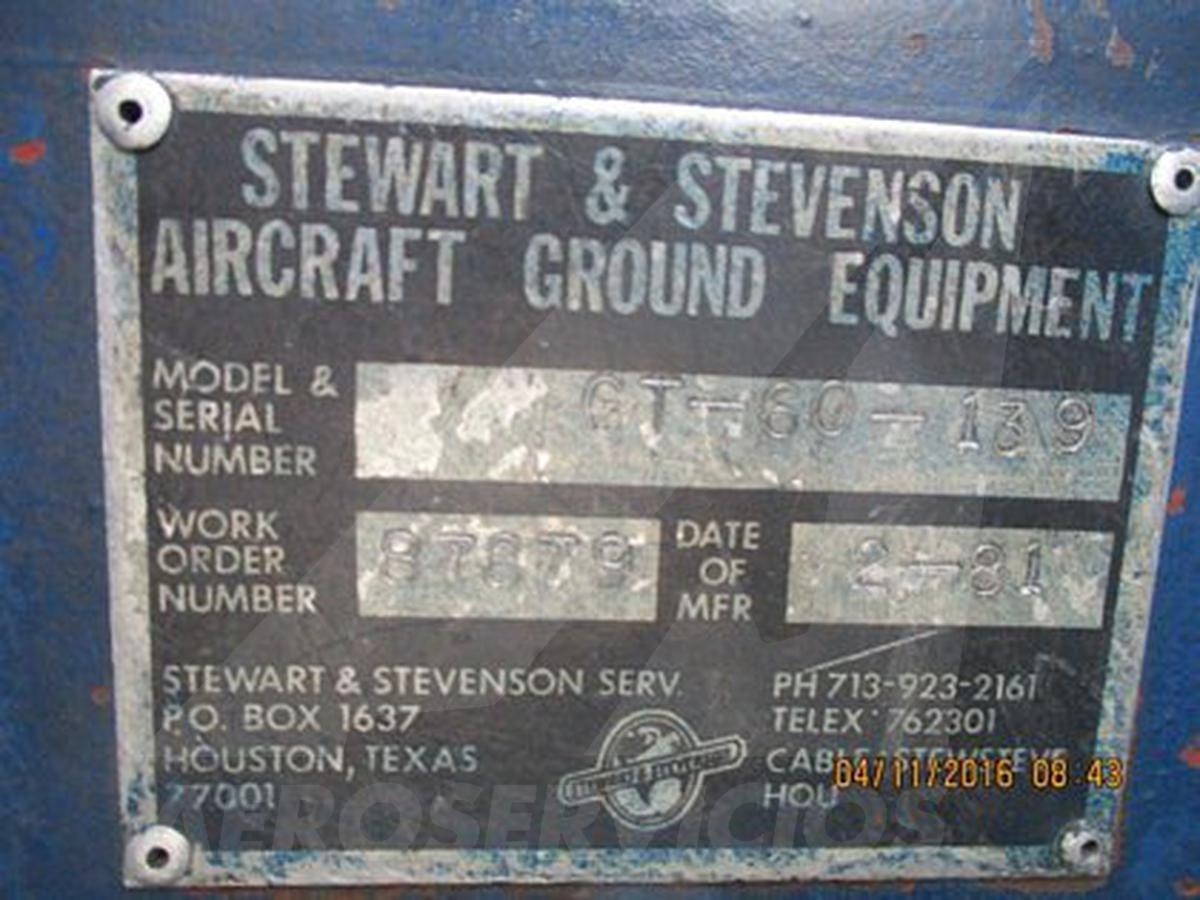 STEWART & STEVENSON
AIRCRAFT GROUND EQUIPMENT
MODEL &
SERIAL
NUMBER
GT-60-139
WORK
ORDER
NUMBER
87679
DATE
OF
MFR
2-81
STEWART & STEVENSON SERV.
P.O. BOX 1637
HOUSTON, TEXAS
77001
PH 713-923-2161
TELEX 762301
04/11/2016 08:43
AEROSERVICIOS